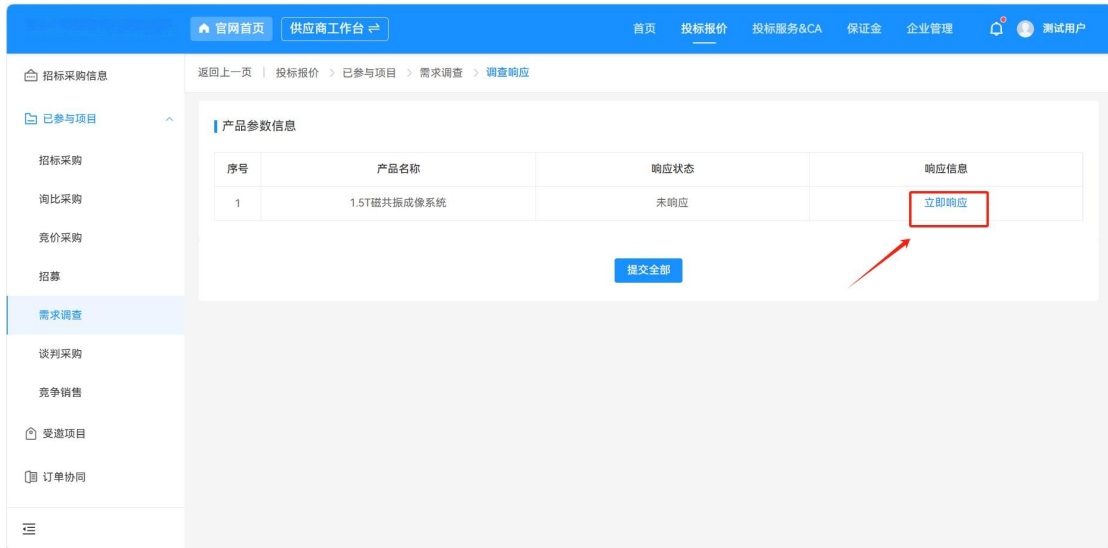 官网首页 供应商工作台 首页 投标报价 投标服务&CA 保证金 企业管理 测试用户
招标采购信息
已参与项目
招标采购
询比采购
竞价采购
招募
需求调查
谈判采购
竞争销售
受邀项目
订单协同
返回上一页 | 投标报价 > 已参与项目 > 需求调查 > 调查响应
产品参数信息
序号 产品名称 响应状态 响应信息
1 1.5T磁共振成像系统 未响应 立即响应
提交全部